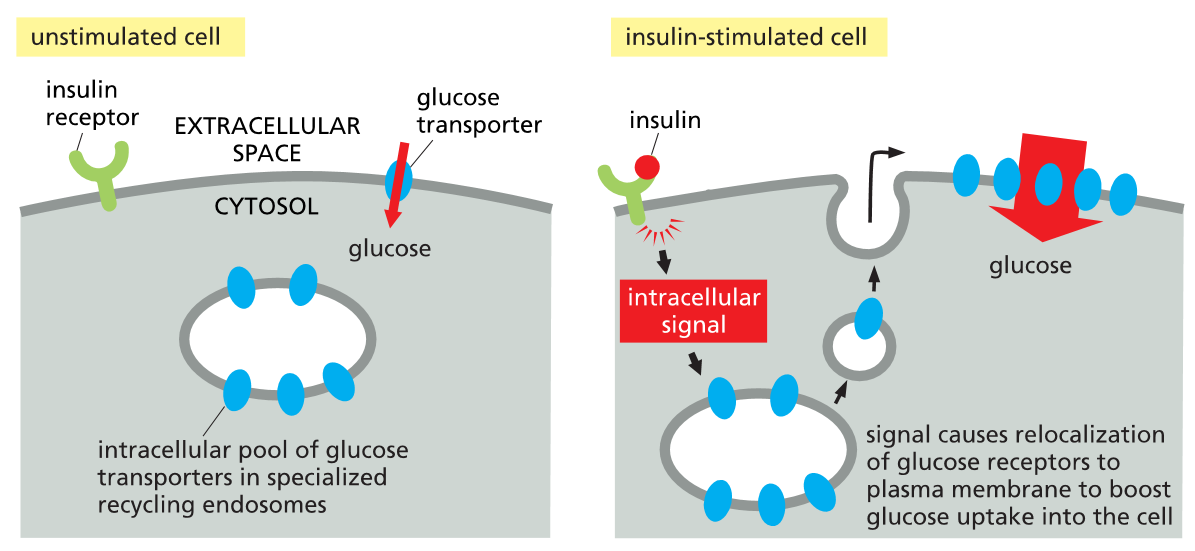 unstimulated cell
insulin
receptor
EXTRACELLULAR
SPACE
glucose
transporter
CYTOSOL
glucose
intracellular pool of glucose
transporters in specialized
recycling endosomes
insulin-stimulated cell
insulin
intracellular
signal
glucose
signal causes relocalization
of glucose receptors to
plasma membrane to boost
glucose uptake into the cell